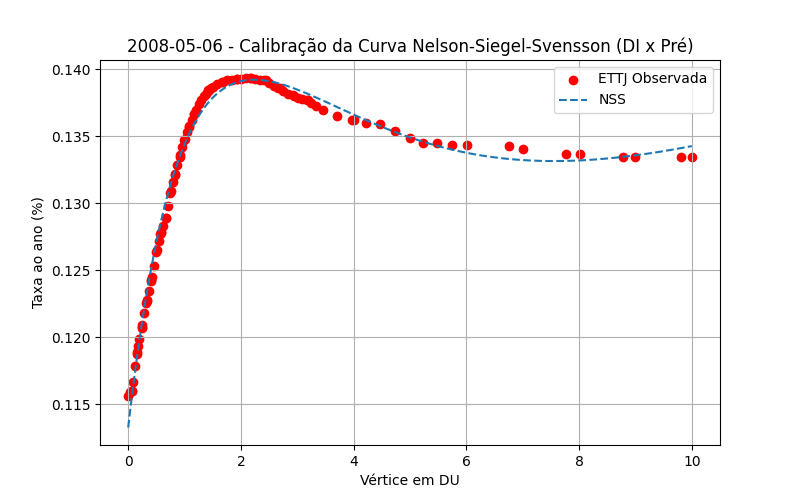 2008-05-06 - Calibração da Curva Nelson-Siegel-Svensson (DI x Pré)
ETTJ Observada
NSS
0.140
0.135
0.130
0.125
0.120
0.115
Taxa ao ano (%)
0
2
4
6
8
10
Vértice em DU